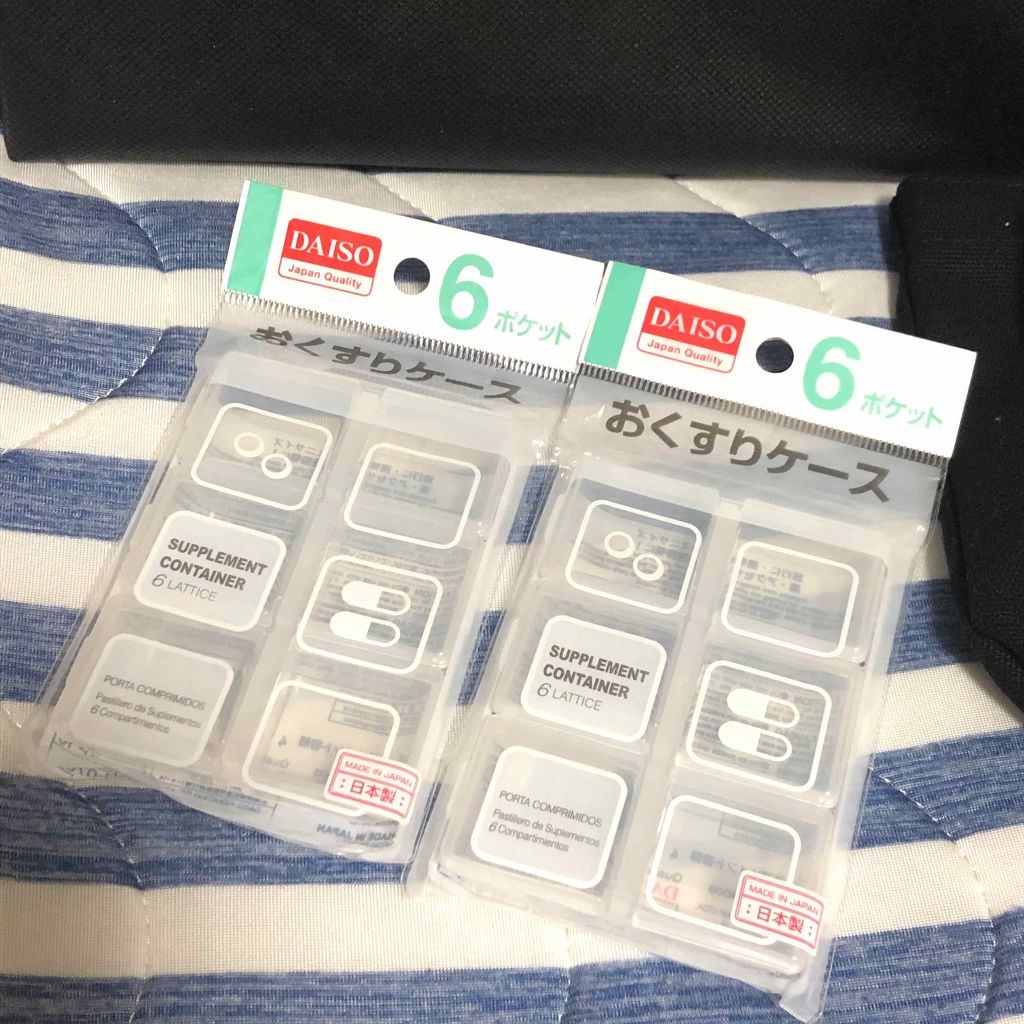 DAISO
Japan Quality
6 ポケット
おくすりケース
SUPPLEMENT
CONTAINER
6 LATTICE
PORTA COMPRIMIDOS
Pastillero de Suplementos
6 Compartimientos
MADE IN JAPAN
:日本製:
DAISO
Japan Quality
6 ポケット
おくすりケース
SUPPLEMENT
CONTAINER
6 LATTICE
PORTA COMPRIMIDOS
Pastillero de Suplementos
6 Compartimientos
MADE IN JAPAN
:日本製: